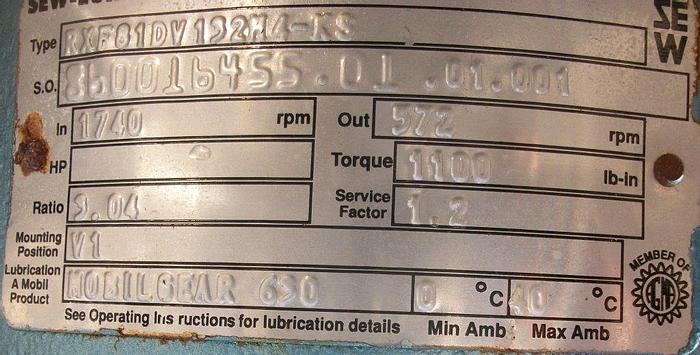 Type RXF81DV132M4-KS
SEW
S.O. 860016455.01.01.001
In 1740 rpm Out 572 rpm
HP Torque 1100 lb-in
Ratio 3.04 Service Factor 1.2
Mounting Position V1
Lubrication A Mobil Product MOBILGEAR 630 0 °C 40 °C
MEMBER OF
See Operating Instructions for lubrication details Min Amb Max Amb